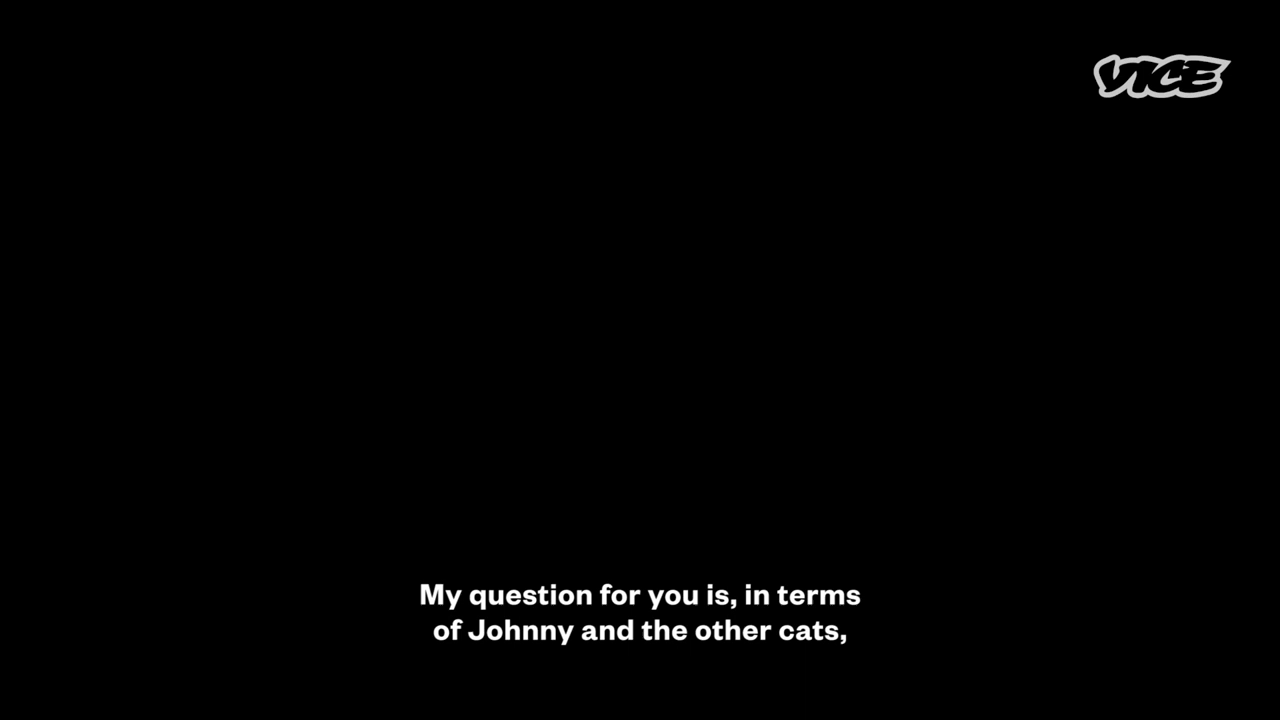 VICE
My question for you is, in terms
of Johnny and the other cats,